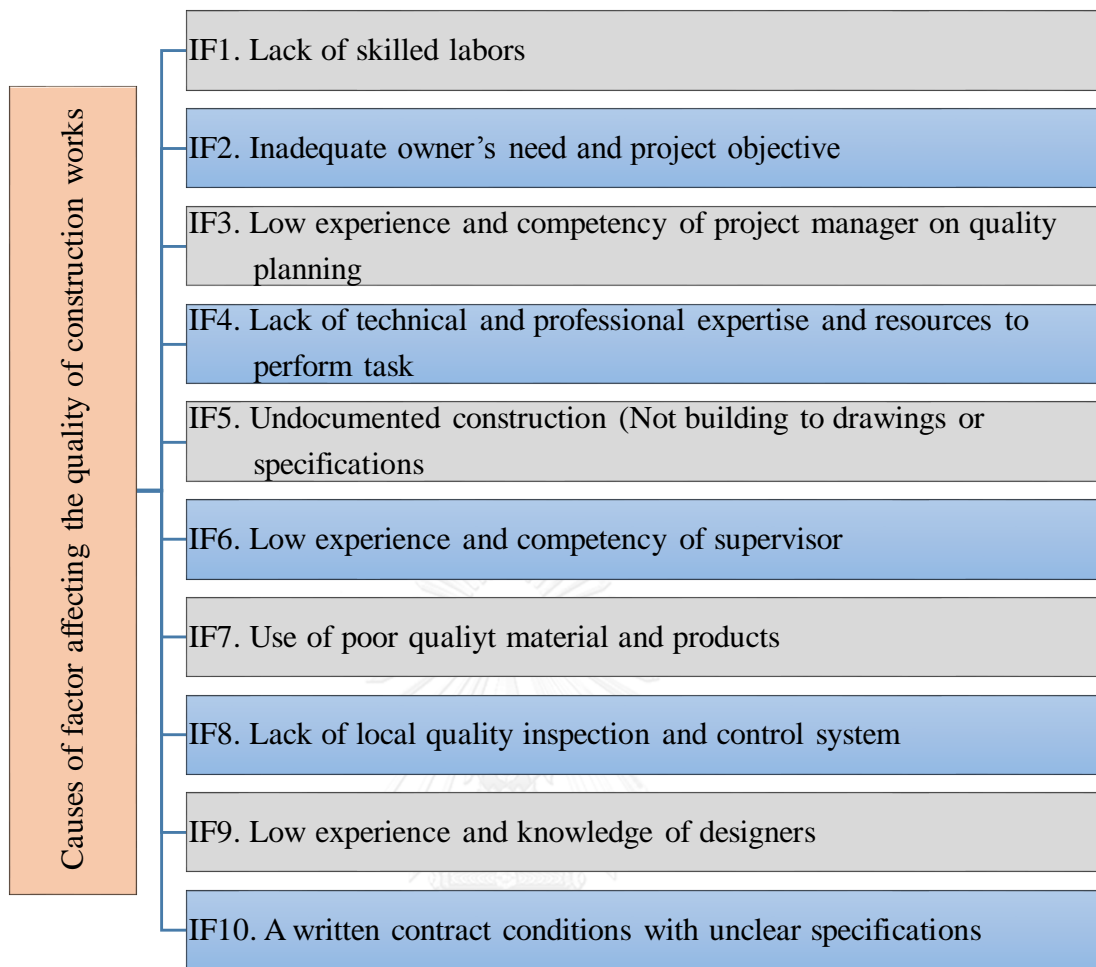 Causes of factor affecting the quality of construction works
IF1. Lack of skilled labors
IF2. Inadequate owner’s need and project objective
IF3. Low experience and competency of project manager on quality
planning
IF4. Lack of technical and professional expertise and resources to
perform task
IF5. Undocumented construction (Not building to drawings or
specifications
IF6. Low experience and competency of supervisor
IF7. Use of poor qualiyt material and products
IF8. Lack of local quality inspection and control system
IF9. Low experience and knowledge of designers
IF10. A written contract conditions with unclear specifications